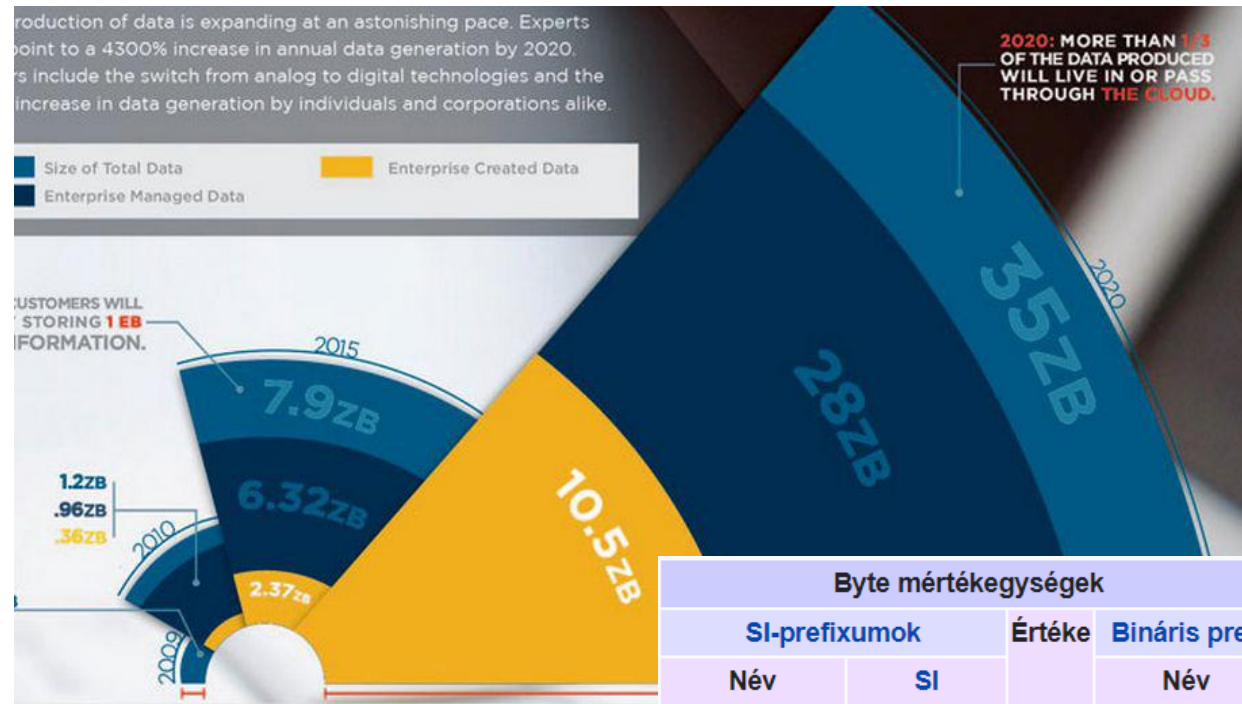 roduction of data is expanding at an astonishing pace. Experts
point to a 4300% increase in annual data generation by 2020.
rs include the switch from analog to digital technologies and the
increase in data generation by individuals and corporations alike.
2020: MORE THAN 1/3
OF THE DATA PRODUCED
WILL LIVE IN OR PASS
THROUGH THE CLOUD.
Size of Total Data
Enterprise Created Data
Enterprise Managed Data
USTOMERS WILL
STORING 1 EB
FORMATION.
2015
7.9ZB
6.32ZB
2.37ZB
2020
35ZB
28ZB
10.5ZB
1.2ZB
.96ZB
.36ZB
2010
2009
Byte mértékegységek
SI-prefixumok
Értéke
Bináris pre
Név
SI
Név